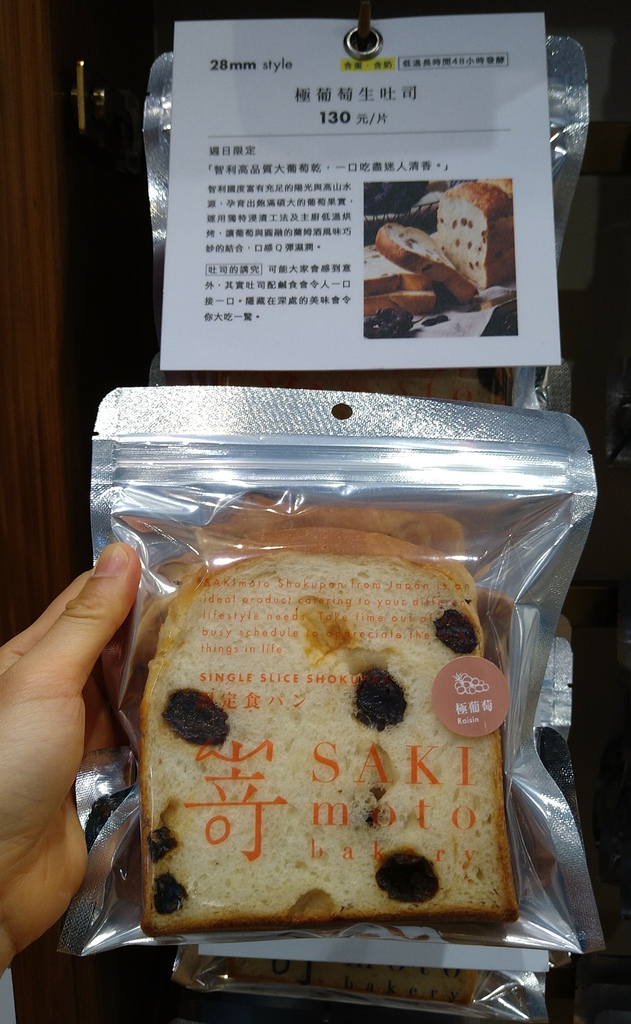 28mm style
含蛋·含奶 低溫長時間48小時發酵
極葡萄生吐司
130 元/片
週日限定
「智利高品質大葡萄乾，一口吃盡迷人清香。」
智利國度富有充足的陽光與高山水
源，孕育出飽滿碩大的葡萄果實，
運用獨特浸漬工法及主廚低溫烘
烤，讓葡萄與圓融的蘭姆酒風味巧
妙的結合，口感Q彈濕潤。
吐司的講究 可能大家會感到意
外，其實吐司配鹹食會令人一口
接一口。隱藏在深處的美味會令
你大吃一驚。
SAKImoto Shokupan from Japan is an
ideal product catering to your different
lifestyle needs. Take time out of
busy schedule to appreciate the
things in life.
SINGLE SLICE SHOKU
定食パン
極葡萄
Raisin
嵜 SAKI
moto
bakery
moto
bakery